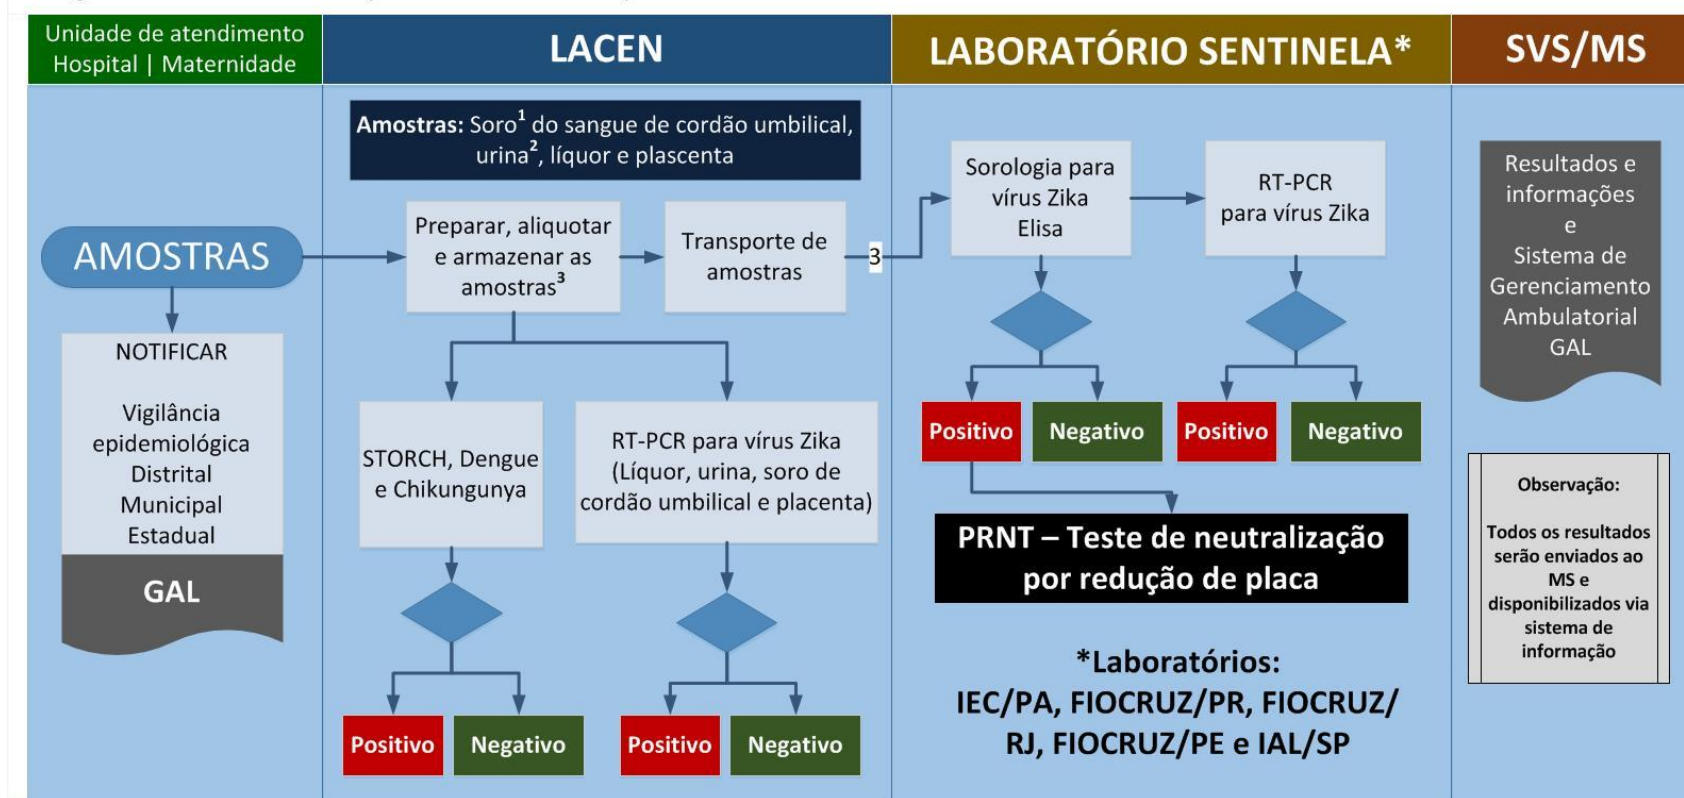 Unidade de atendimento
Hospital | Maternidade
LACEN
LABORATÓRIO SENTINELA*
SVS/MS
AMOSTRAS
NOTIFICAR
Vigilância
epidemiológica
Distrital
Municipal
Estadual
GAL
Amostras: Soro¹ do sangue de cordão umbilical,
urina², líquor e plascenta
Preparar, aliquotar
e armazenar as
amostras³
Transporte de
amostras
3
STORCH, Dengue
e Chikungunya
RT-PCR para vírus Zika
(Líquor, urina, soro de
cordão umbilical e placenta)
Positivo
Negativo
Positivo
Negativo
Sorologia para
vírus Zika
Elisa
RT-PCR
para vírus Zika
Positivo
Negativo
Positivo
Negativo
PRNT – Teste de neutralização
por redução de placa
*Laboratórios:
IEC/PA, FIOCRUZ/PR, FIOCRUZ/
RJ, FIOCRUZ/PE e IAL/SP
Resultados e
informações
e
Sistema de
Gerenciamento
Ambulatorial
GAL
Observação:
Todos os resultados
serão enviados ao
MS e
disponibilizados via
sistema de
informação